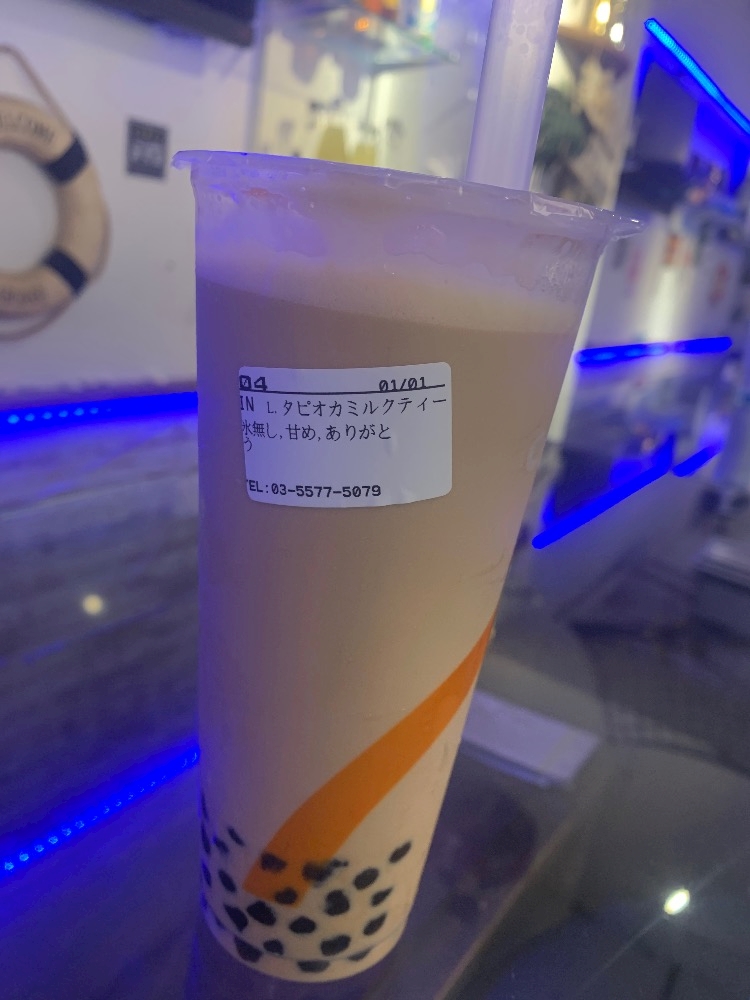 04 01/01
IN L.タピオカミルクティー
氷無し,甘め,ありがと
う
TEL:03-5577-5079